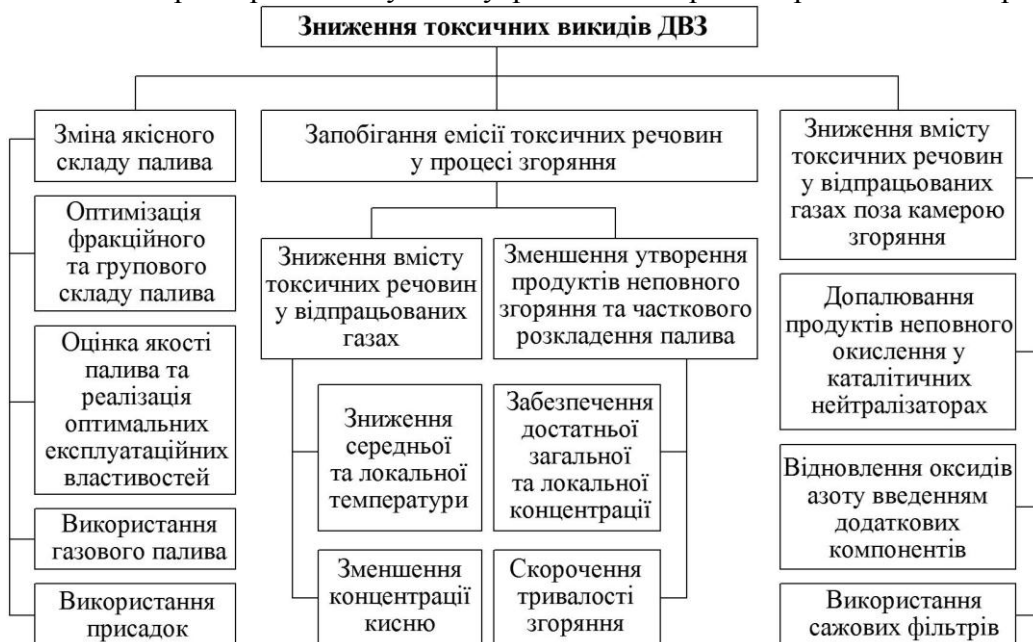 Зниження токсичних викидів ДВЗ
Зміна якісного
складу палива
Оптимізація
фракційного
та групового
складу палива
Оцінка якості
палива та
реалізація
оптимальних
експлуатаційних
властивостей
Використання
газового палива
Використання
присадок
Запобігання емісії токсичних речовин
у процесі згоряння
Зниження вмісту
токсичних речовин
у відпрацьованих
газах
Зниження
середньої
та локальної
температури
Зменшення
концентрації
кисню
Зменшення утворення
продуктів неповного
згоряння та часткового
розкладення палива
Забезпечення
достатньої
загальної
та локальної
концентрації
Скорочення
тривалості
згоряння
Зниження вмісту
токсичних речовин
у відпрацьованих
газах поза камерою
згоряння
Допалювання
продуктів неповного
окислення у
каталітичних
нейтралізаторах
Відновлення оксидів
азоту введенням
додаткових
компонентів
Використання
сажових фільтрів